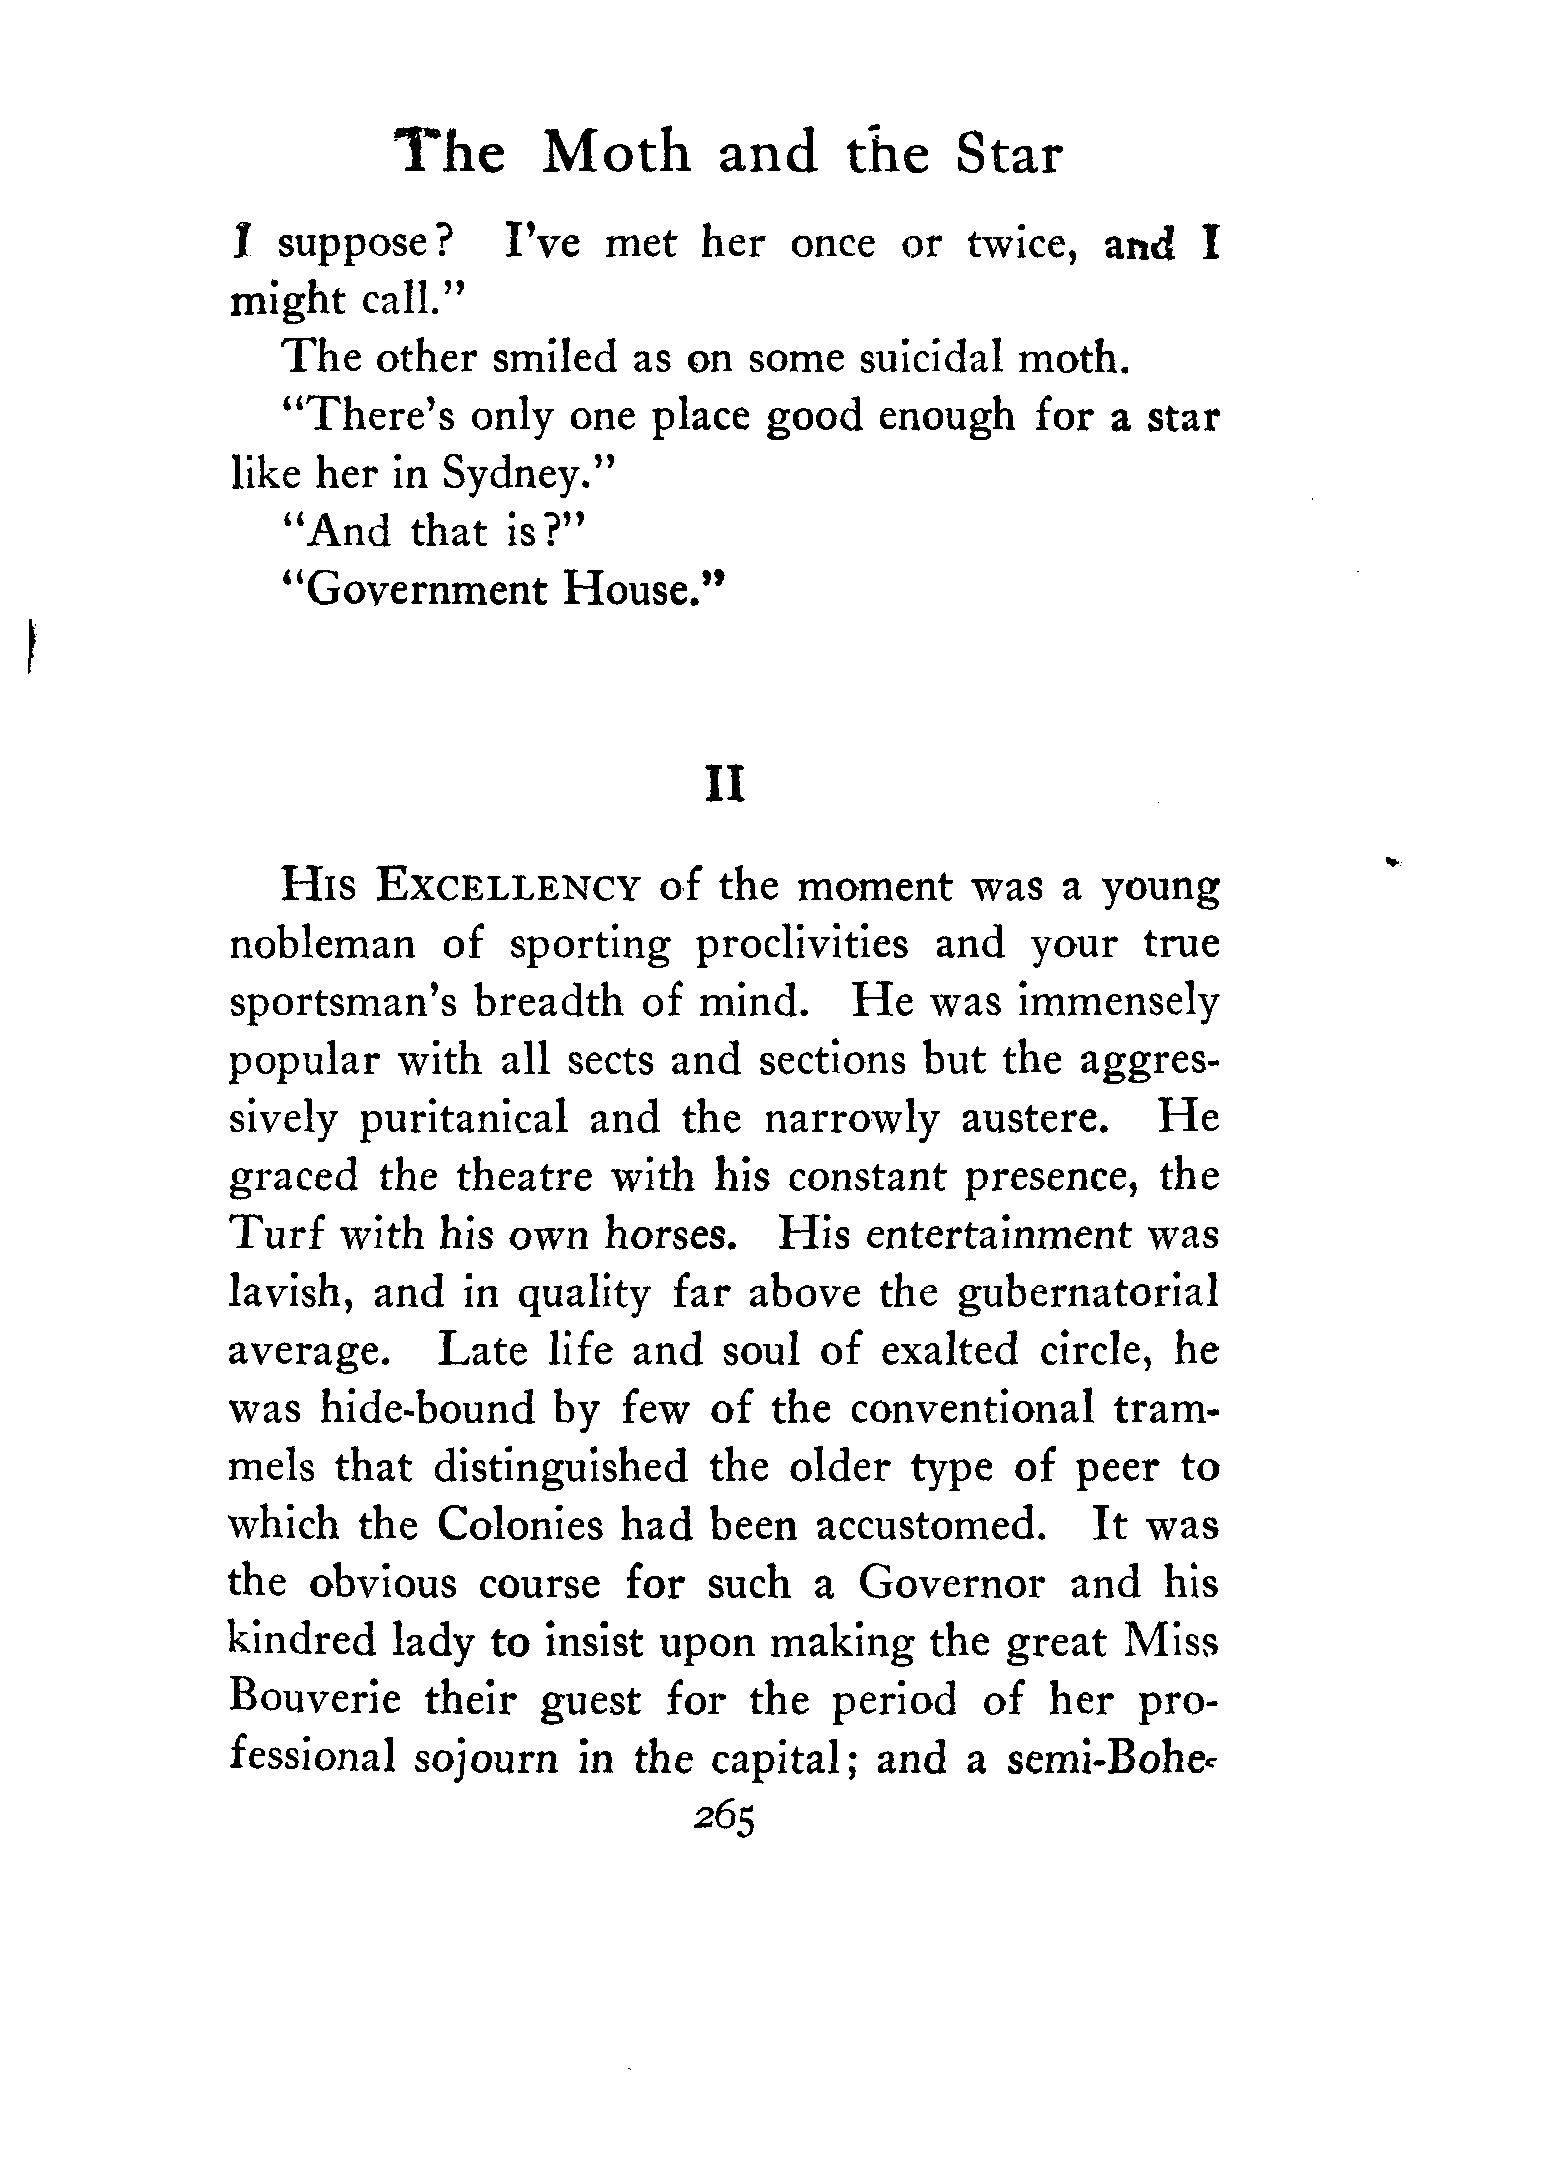 The Moth and the Star
I suppose? I've met her once or twice, and I
might call."
The other smiled as on some suicidal moth.
"There's only one place good enough for a star
like her in Sydney."
"And that is?"
"Government House."
II
HIS EXCELLENCY of the moment was a young
nobleman of sporting proclivities and your true
sportsman's breadth of mind. He was immensely
popular with all sects and sections but the aggres-
sively puritanical and the narrowly austere. He
graced the theatre with his constant presence, the
Turf with his own horses. His entertainment was
lavish, and in quality far above the gubernatorial
average. Late life and soul of exalted circle, he
was hide-bound by few of the conventional tram-
mels that distinguished the older type of peer to
which the Colonies had been accustomed. It was
the obvious course for such a Governor and his
kindred lady to insist upon making the great Miss
Bouverie their guest for the period of her pro-
fessional sojourn in the capital; and a semi-Bohe-
265